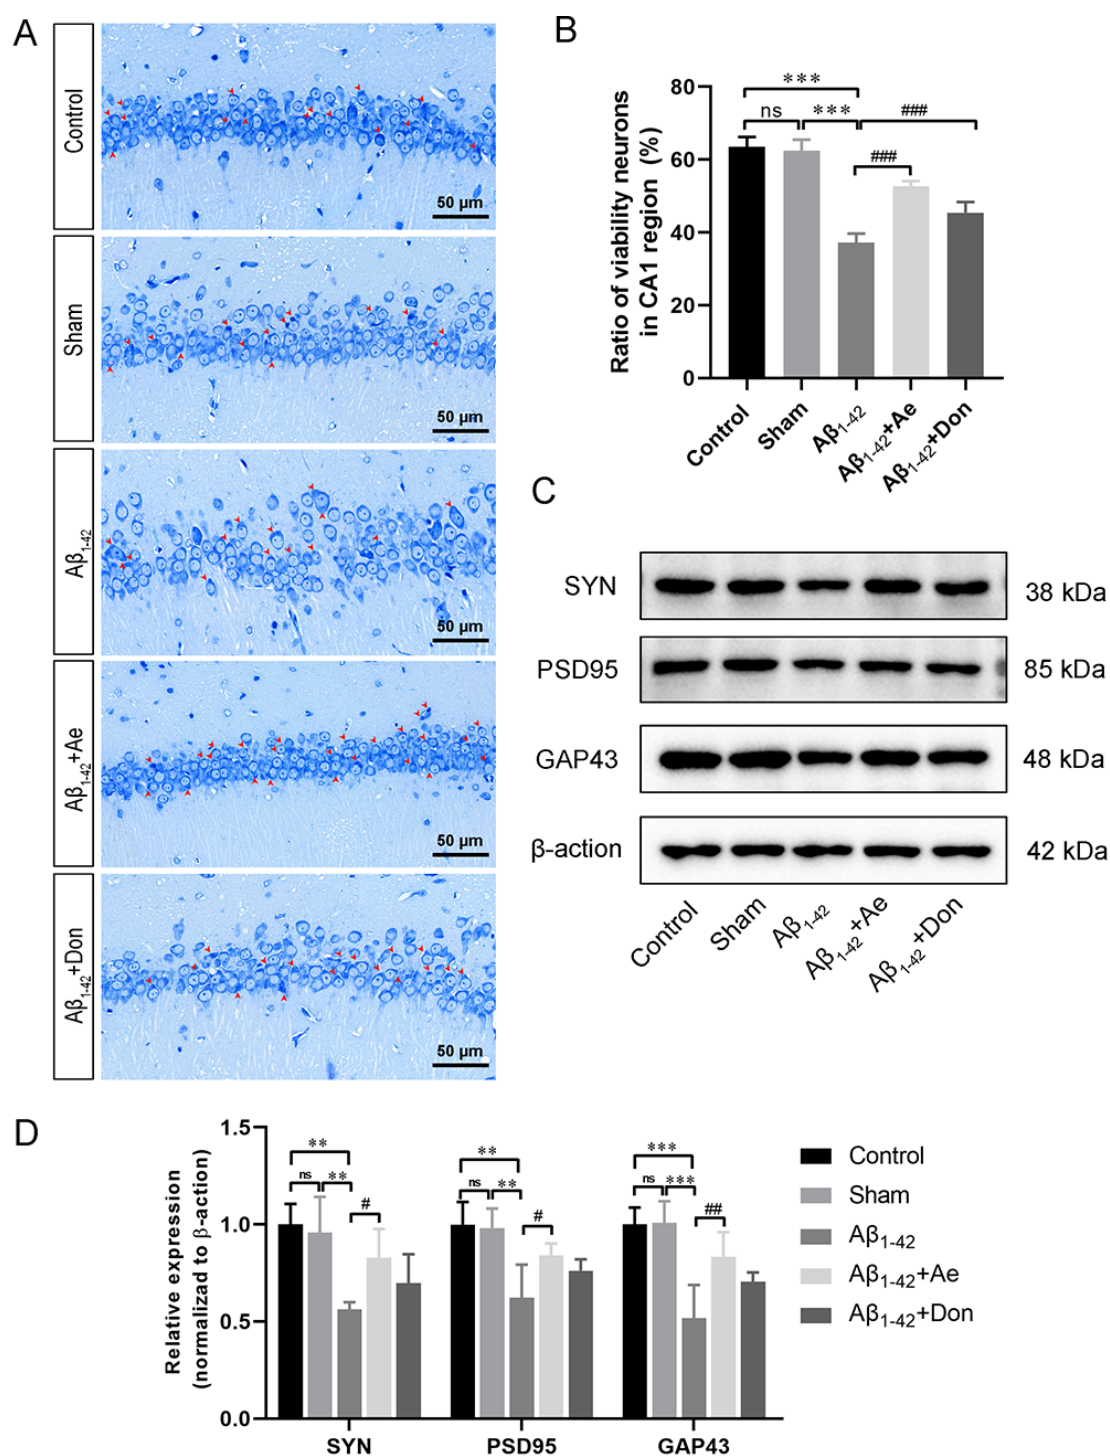 A
Control
50 μm
Sham
50 μm
Aβ1-42
50 μm
Aβ1-42+Ae
50 μm
Aβ1-42+Don
50 μm
B
Ratio of viability neurons
in CA1 region (%)
80
60
40
20
0
***
ns
***
###
###
Control
Sham
Aβ1-42
Aβ1-42+Ae
Aβ1-42+Don
C
SYN
38 kDa
PSD95
85 kDa
GAP43
48 kDa
β-action
42 kDa
Control
Sham
Aβ1-42
Aβ1-42+Ae
Aβ1-42+Don
D
Relative expression
(normalizad to β-action)
1.5
1.0
0.5
0.0
**
ns
**
#
**
ns
**
#
***
ns
***
##
SYN
PSD95
GAP43
Control
Sham
Aβ1-42
Aβ1-42+Ae
Aβ1-42+Don